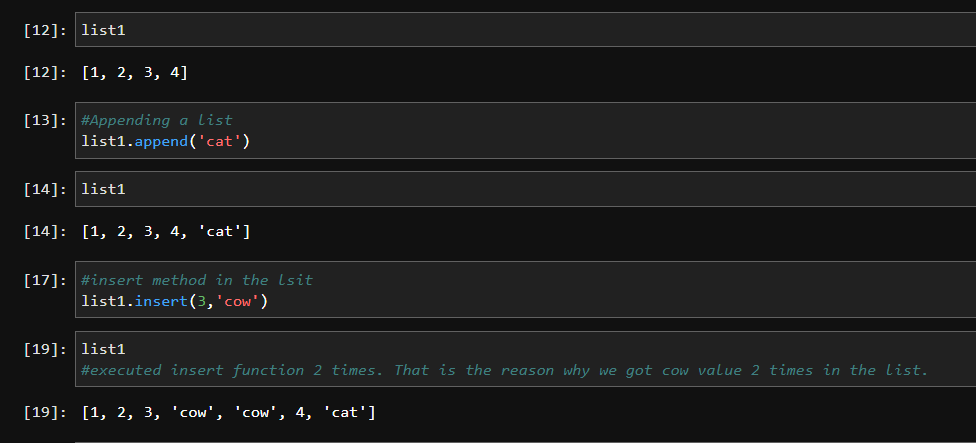 [12]: list1
[12]: [1, 2, 3, 4]
[13]: #Appending a list
list1.append('cat')
[14]: list1
[14]: [1, 2, 3, 4, 'cat']
[17]: #insert method in the lsit
list1.insert(3,'cow')
[19]: list1
#executed insert function 2 times. That is the reason why we got cow value 2 times in the list.
[19]: [1, 2, 3, 'cow', 'cow', 4, 'cat']